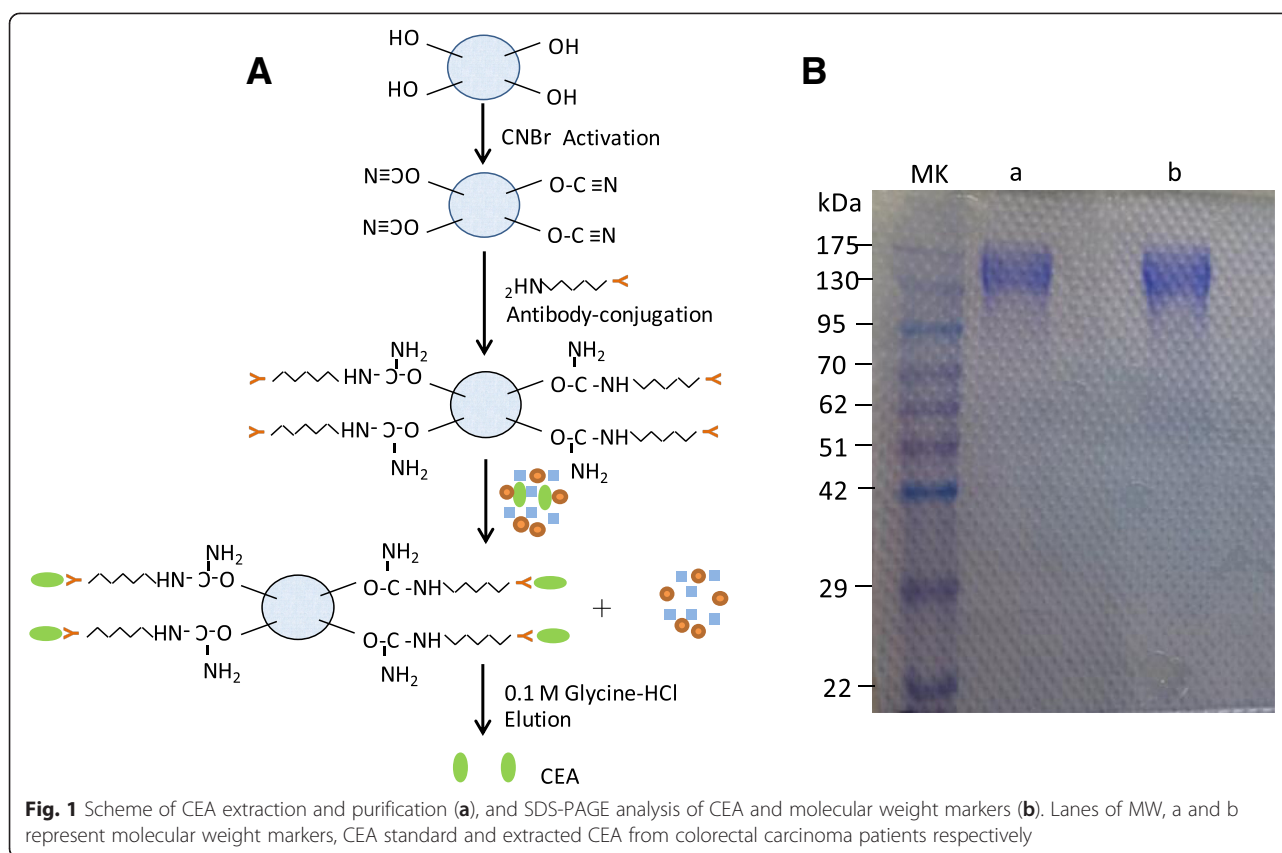 A
HO
OH
HO
OH
CNBr Activation
N≡CO
O-C ≡N
N≡CO
O-C ≡N
₂HN
Antibody-conjugation
NH₂
NH₂
HN-C-O
O-C -NH
HN-C-O
O-C -NH
NH₂
NH₂
NH₂
NH₂
HN-C-O
O-C -NH
+
HN-C-O
O-C -NH
NH₂
NH₂
0.1 M Glycine-HCl
Elution
CEA
B
MK a b
kDa
175
130
95
70
62
51
42
29
22
Fig. 1 Scheme of CEA extraction and purification (a), and SDS-PAGE analysis of CEA and molecular weight markers (b). Lanes of MW, a and b
represent molecular weight markers, CEA standard and extracted CEA from colorectal carcinoma patients respectively